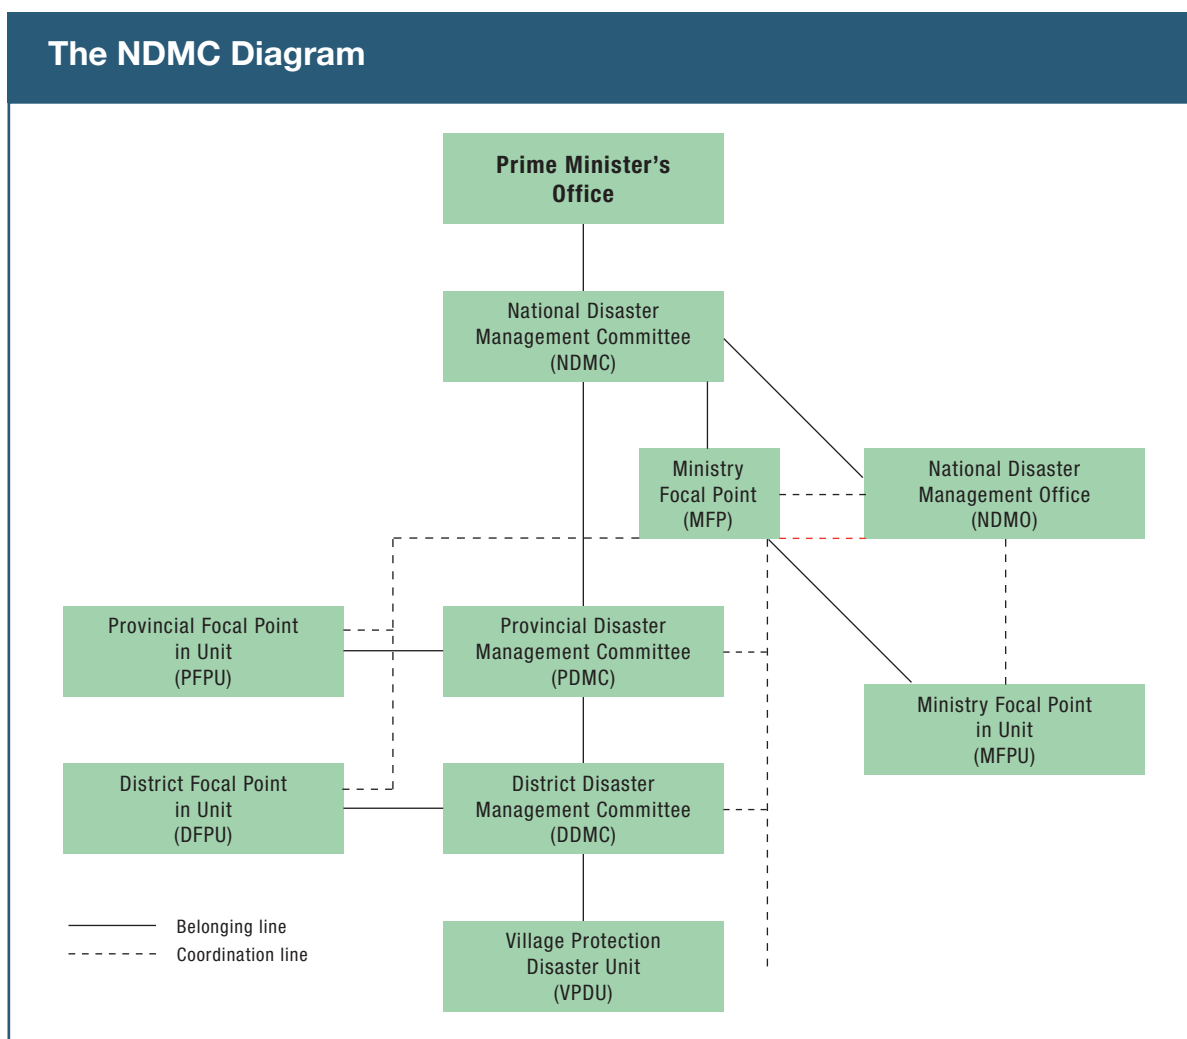 The NDMC Diagram
Prime Minister's
Office
National Disaster
Management Committee
(NDMC)
Ministry
Focal Point
(MFP)
National Disaster
Management Office
(NDMO)
Provincial Focal Point
in Unit
(PFPU)
Provincial Disaster
Management Committee
(PDMC)
Ministry Focal Point
in Unit
(MFPU)
District Focal Point
in Unit
(DFPU)
District Disaster
Management Committee
(DDMC)
Belonging line
Coordination line
Village Protection
Disaster Unit
(VPDU)